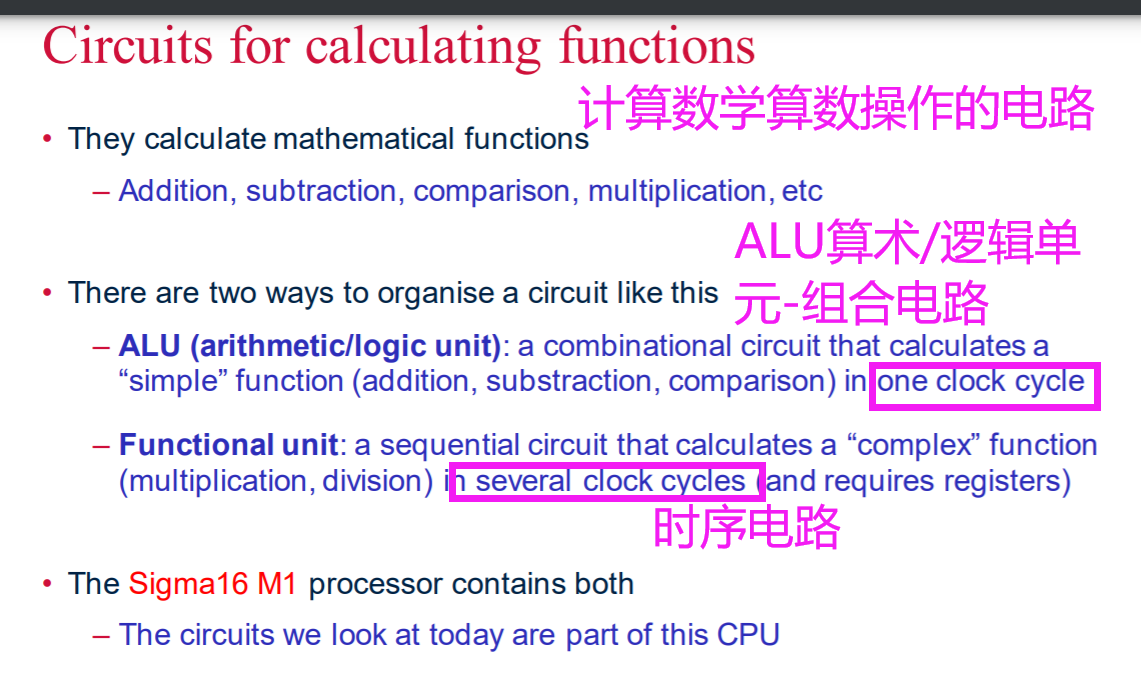 Circuits for calculating functions
计算数学算数操作的电路
• They calculate mathematical functions
– Addition, subtraction, comparison, multiplication, etc
ALU算术/逻辑单
• There are two ways to organise a circuit like this
元-组合电路
– ALU (arithmetic/logic unit): a combinational circuit that calculates a
“simple” function (addition, substraction, comparison) in one clock cycle
– Functional unit: a sequential circuit that calculates a “complex” function
(multiplication, division) in several clock cycles (and requires registers)
时序电路
• The Sigma16 M1 processor contains both
– The circuits we look at today are part of this CPU